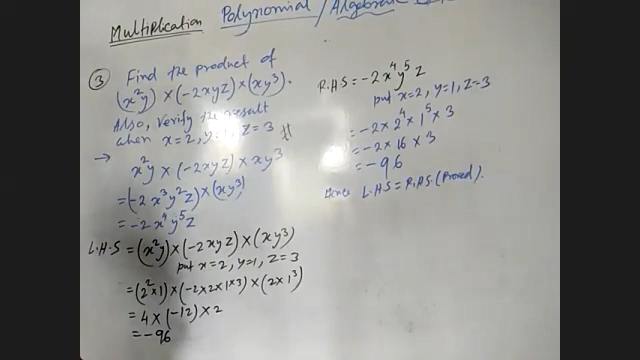 Multiplication Polynomial / Algebraic
③ Find the product of
(x²y) × (-2xyz) × (xy³).
Also, verify the result
when x=2, y=1, z=3
→ x²y × (-2xyz) × xy³
= (-2x³y²z) × (xy³)
= -2x⁴y⁵z
L.H.S = (x²y) × (-2xyz) × (xy³)
put x=2, y=1, z=3
= (2²×1) × (-2×2×1×3) × (2×1³)
= 4 × (-12) × 2
= -96
R.H.S = -2x⁴y⁵z
put x=2, y=1, z=3
= -2×2⁴×1⁵×3
= -2×16×3
= -96
Hence L.H.S = R.H.S. (Proved).